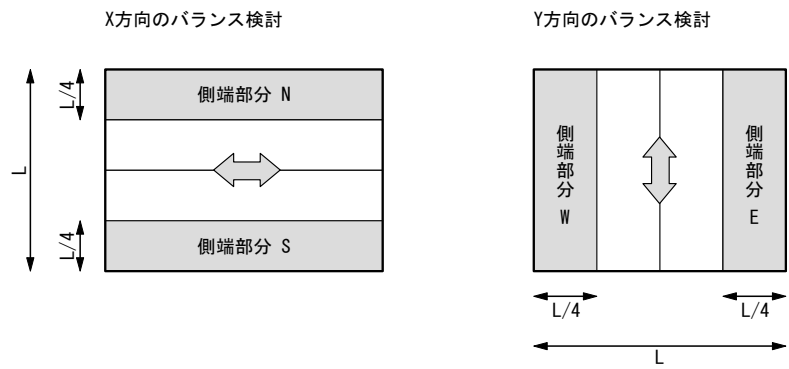 X方向のバランス検討
Y方向のバランス検討
L/4
側端部分 N
L
L/4
側端部分 S
側端部分 W
側端部分 E
L/4
L/4
L